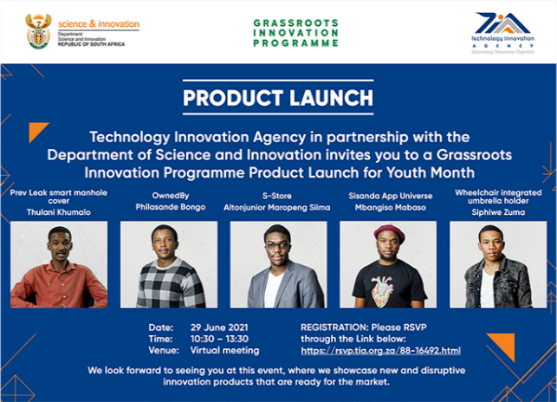 science & innovation
Department
Science and Innovation
REPUBLIC OF SOUTH AFRICA
GRASSROOTS
INNOVATION
PROGRAMME
technology innovation
AGENCY
Innovating Tomorrow Together
PRODUCT LAUNCH
Technology Innovation Agency in partnership with the
Department of Science and Innovation invites you to a Grassroots
Innovation Programme Product Launch for Youth Month
Prev Leak smart manhole
cover
Thulani Khumalo
OwnedBy
Philasande Bongo
S-Store
Altonjunior Maropeng Siima
Sisanda App Universe
Mbangiso Mabaso
Wheelchair integrated
umbrella holder
Siphiwe Zuma
Date: 29 June 2021
Time: 10:30 – 13:30
Venue: Virtual meeting
REGISTRATION: Please RSVP
through the Link below:
https://rsvp.tia.org.za/88-16492.html
We look forward to seeing you at this event, where we showcase new and disruptive
innovation products that are ready for the market.